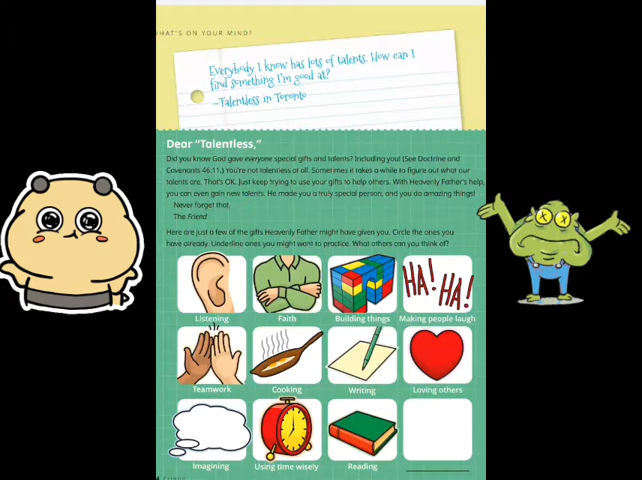 WHAT'S ON YOUR MIND?
Everybody I know has lots of talents. How can I
find something I'm good at?
—Talentless in Toronto
Dear "Talentless,"
Did you know God gave everyone special gifts and talents? Including you! (See Doctrine and
Covenants 46:11.) You're not talentless at all. Sometimes it takes a while to figure out what our
talents are. That's OK. Just keep trying to use your gifts to help others. With Heavenly Father's help,
you can even gain new talents. He made you a truly special person, and you do amazing things!
Never forget that,
The Friend
Here are just a few of the gifts Heavenly Father might have given you. Circle the ones you
have already. Underline ones you might want to practice. What others can you think of?
HA! HA!
Listening Faith Building things Making people laugh
Teamwork Cooking Writing Loving others
Imagining Using time wisely Reading